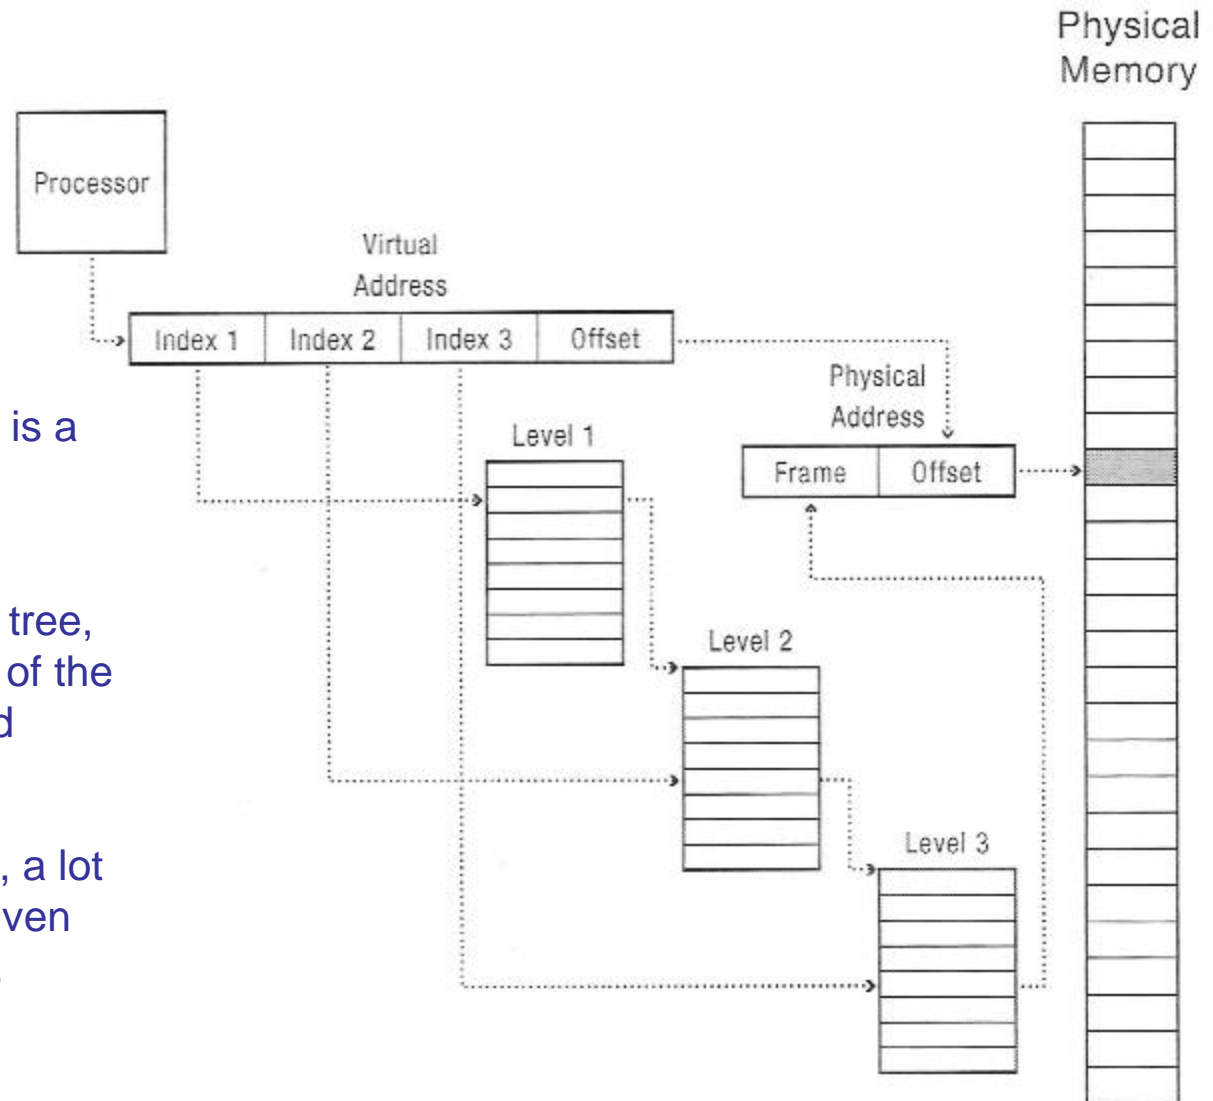 Physical
Memory
Processor
Virtual
Address
Index 1 Index 2 Index 3 Offset
Physical
Address
is a
Level 1
Frame Offset
tree,
of the
Level 2
Level 3
, a lot
ven